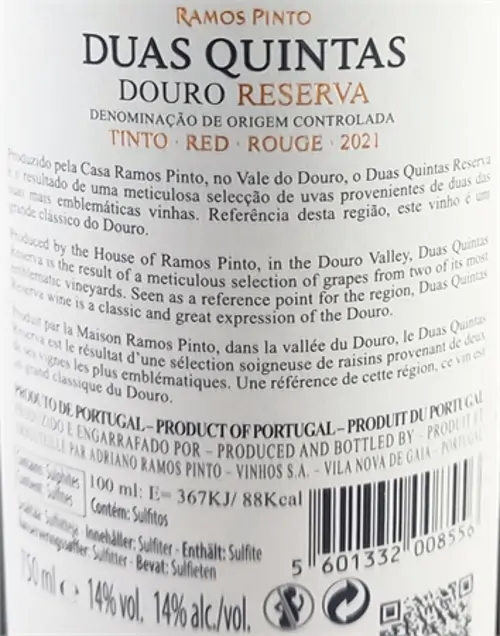 RAMOS PINTO
DUAS QUINTAS
DOURO RESERVA
DENOMINAÇÃO DE ORIGEM CONTROLADA
TINTO · RED · ROUGE · 2021
Produzido pela Casa Ramos Pinto, no Vale do Douro, o Duas Quintas Reserva
é o resultado de uma meticulosa selecção de uvas provenientes de duas das
suas mais emblemáticas vinhas. Referência desta região, este vinho é um
grande clássico do Douro.
Produced by the House of Ramos Pinto, in the Douro Valley, Duas Quintas
Reserva is the result of a meticulous selection of grapes from two of its most
emblematic vineyards. Seen as a reference point for the region, Duas Quintas
Reserva wine is a classic and great expression of the Douro.
Produit par la Maison Ramos Pinto, dans la vallée du Douro, le Duas Quintas
Reserva est le résultat d'une sélection soigneuse de raisins provenant de deux
de ses vignes les plus emblématiques. Une référence de cette région, ce vin est
un grand classique du Douro.
PRODUTO DE PORTUGAL – PRODUCT OF PORTUGAL – PRODUIT DU PORTUGAL
PRODUZIDO E ENGARRAFADO POR – PRODUCED AND BOTTLED BY – PRODUIT ET
PAR ADRIANO RAMOS PINTO – VINHOS S.A. – VILA NOVA DE GAIA – PORTUGAL
Contains: Sulphites
Contient: Sulfites
100 ml: E= 367KJ/ 88Kcal
Contém: Sulfitos
Innehåller: Sulfiter - Enthält: Sulfite
Sulfitter - Bevat: Sulfieten
750 ml e 14% vol. 14% alc./vol.
5 601332 008556